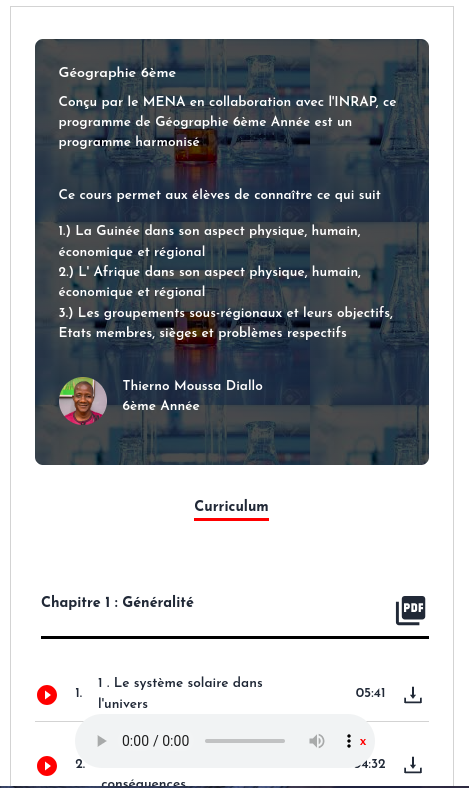 Géographie 6ème
Conçu par le MENA en collaboration avec l'INRAP, ce
programme de Géographie 6ème Année est un
programme harmonisé
Ce cours permet aux élèves de connaître ce qui suit
1.) La Guinée dans son aspect physique, humain,
économique et régional
2.) L' Afrique dans son aspect physique, humain,
économique et régional
3.) Les groupements sous-régionaux et leurs objectifs,
Etats membres, sièges et problèmes respectifs
Thierno Moussa Diallo
6ème Année
Curriculum
Chapitre 1 : Généralité
PDF
1. 1 . Le système solaire dans
l'univers
05:41
0:00 / 0:00
x
2.
4:32
conséquences